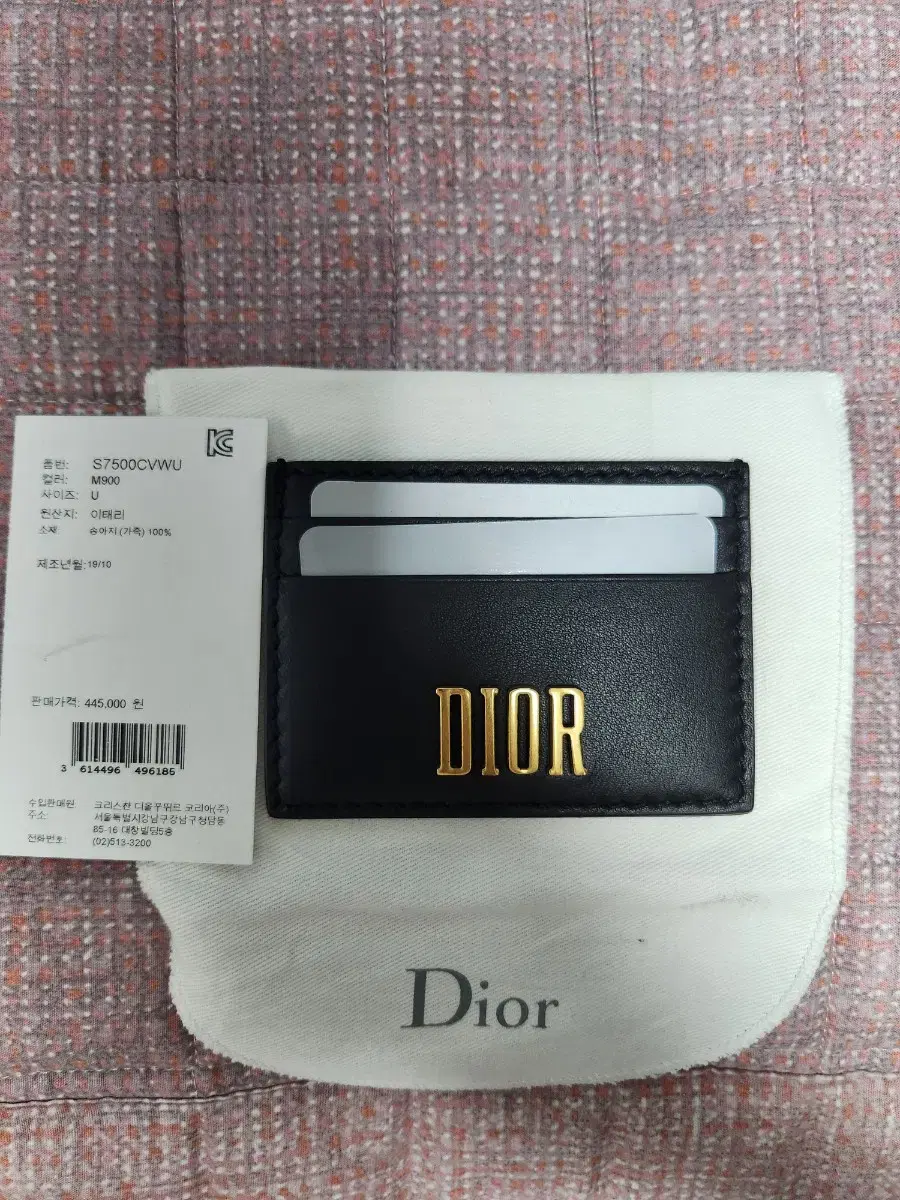 품번: S7500CVWU
컬러: M900
사이즈: U
원산지: 이태리
소재: 송아지(가죽) 100%
제조년월:19/10
판매가격: 445,000 원
3 614496 496185
수입판매원 크리스챤 디올꾸뛰르 코리아(주)
주소: 서울특별시강남구강남구청담동
85-16 대창빌딩5층
전화번호: (02)513-3200
DIOR
Dior